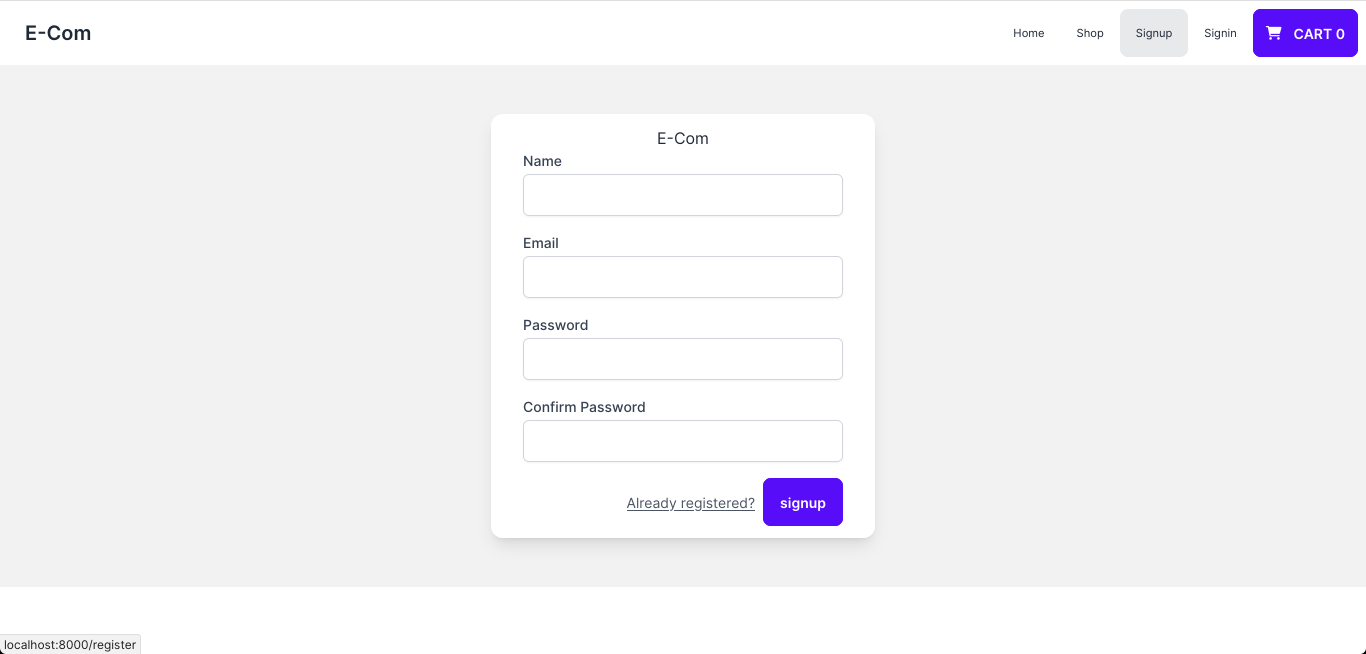 E-Com
Home
Shop
Signup
Signin
CART 0
E-Com
Name
Email
Password
Confirm Password
Already registered?
signup
localhost:8000/register